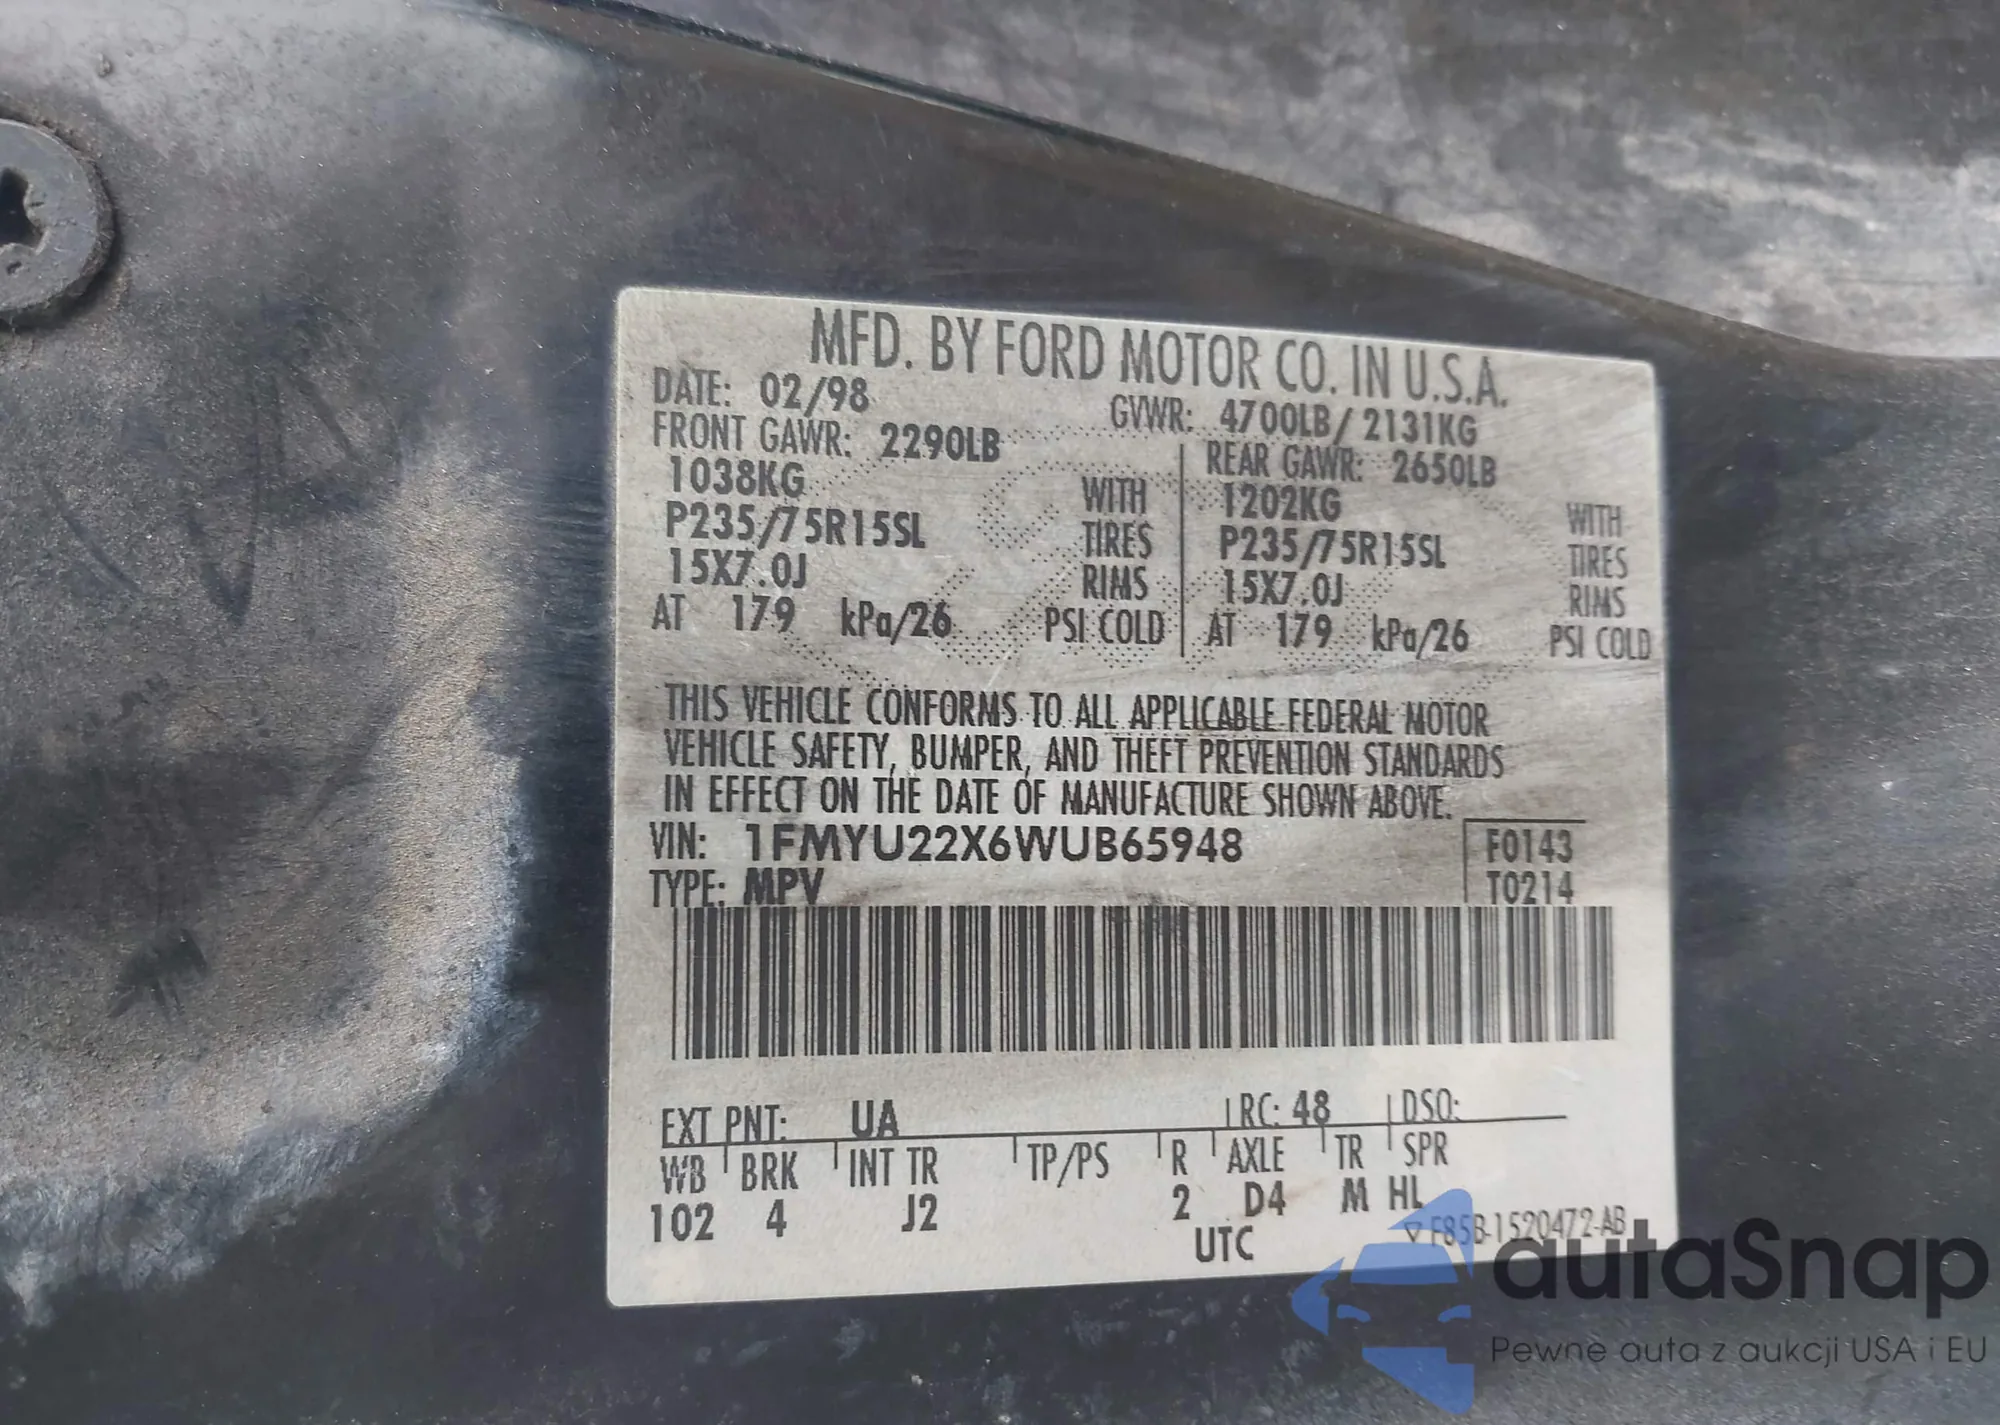 MFD. BY FORD MOTOR CO. IN U.S.A.
DATE: 02/98 GVWR: 4700LB / 2131KG
FRONT GAWR: 2290LB REAR GAWR: 2650LB
1038KG WITH 1202KG WITH
P235/75R15SL TIRES P235/75R15SL TIRES
15X7.0J RIMS 15X7.0J RIMS
AT 179 kPa/26 PSI COLD AT 179 kPa/26 PSI COLD
THIS VEHICLE CONFORMS TO ALL APPLICABLE FEDERAL MOTOR
VEHICLE SAFETY, BUMPER, AND THEFT PREVENTION STANDARDS
IN EFFECT ON THE DATE OF MANUFACTURE SHOWN ABOVE.
VIN: 1FMYU22X6WUB65948 F0143
TYPE: MPV T0214
EXT PNT: UA RC: 48 DSO:
WB BRK INT TR TP/PS R AXLE TR SPR
102 4 J2 2 D4 M HL
UTC F85B-1520472-AB
autoSnap
Pewne auta z aukcji USA i EU